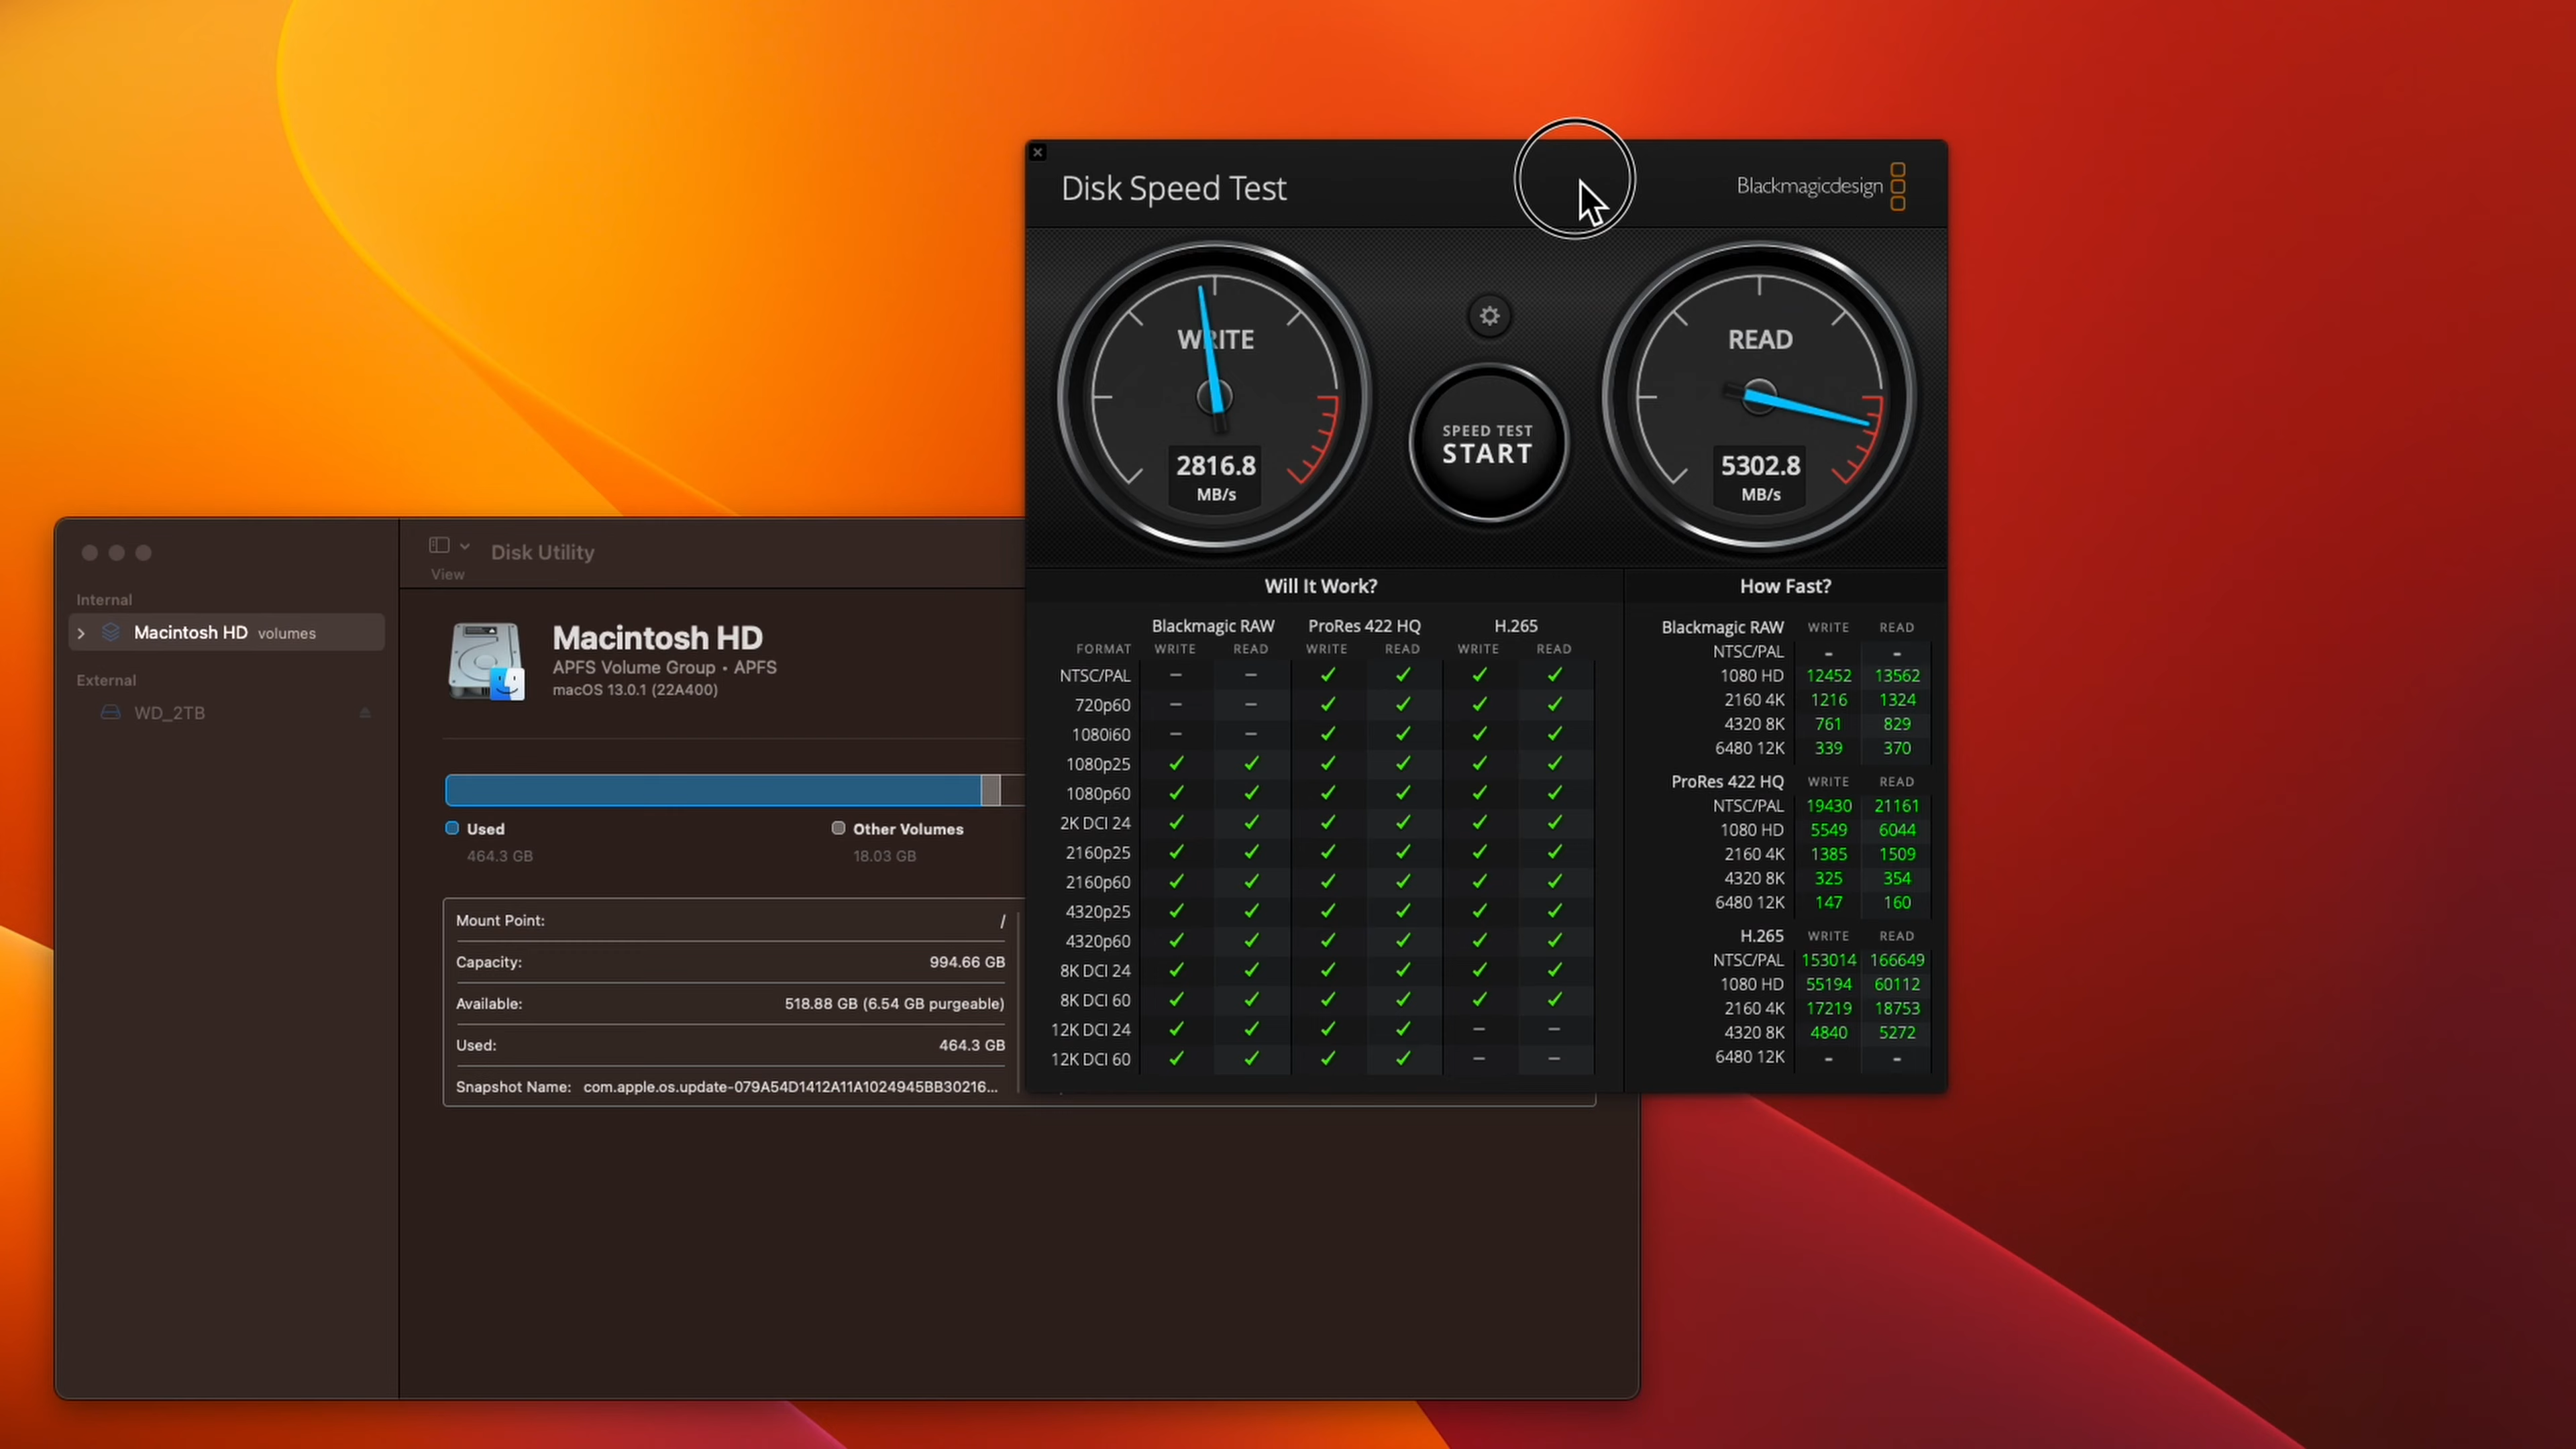 Disk Speed Test
Blackmagicdesign
WRITE
2816.8
MB/s
SPEED TEST
START
READ
5302.8
MB/s
Will It Work?
Blackmagic RAW ProRes 422 HQ H.265
FORMAT WRITE READ WRITE READ WRITE READ
NTSC/PAL – – ✓ ✓ ✓ ✓
720p60 – – ✓ ✓ ✓ ✓
1080i60 – – ✓ ✓ ✓ ✓
1080p25 ✓ ✓ ✓ ✓ ✓ ✓
1080p60 ✓ ✓ ✓ ✓ ✓ ✓
2K DCI 24 ✓ ✓ ✓ ✓ ✓ ✓
2160p25 ✓ ✓ ✓ ✓ ✓ ✓
2160p60 ✓ ✓ ✓ ✓ ✓ ✓
4320p25 ✓ ✓ ✓ ✓ ✓ ✓
4320p60 ✓ ✓ ✓ ✓ ✓ ✓
8K DCI 24 ✓ ✓ ✓ ✓ ✓ ✓
8K DCI 60 ✓ ✓ ✓ ✓ ✓ ✓
12K DCI 24 ✓ ✓ ✓ ✓ – –
12K DCI 60 ✓ ✓ ✓ ✓ – –
How Fast?
Blackmagic RAW WRITE READ
NTSC/PAL - -
1080 HD 12452 13562
2160 4K 1216 1324
4320 8K 761 829
6480 12K 339 370
ProRes 422 HQ WRITE READ
NTSC/PAL 19430 21161
1080 HD 5549 6044
2160 4K 1385 1509
4320 8K 325 354
6480 12K 147 160
H.265 WRITE READ
NTSC/PAL 153014 166649
1080 HD 55194 60112
2160 4K 17219 18753
4320 8K 4840 5272
6480 12K - -
Internal
Macintosh HD volumes
External
WD_2TB
View
Disk Utility
Macintosh HD
APFS Volume Group • APFS
macOS 13.0.1 (22A400)
Used
464.3 GB
Other Volumes
18.03 GB
Mount Point: /
Capacity: 994.66 GB
Available: 518.88 GB (6.54 GB purgeable)
Used: 464.3 GB
Snapshot Name: com.apple.os.update-079A54D1412A11A1024945BB30216...